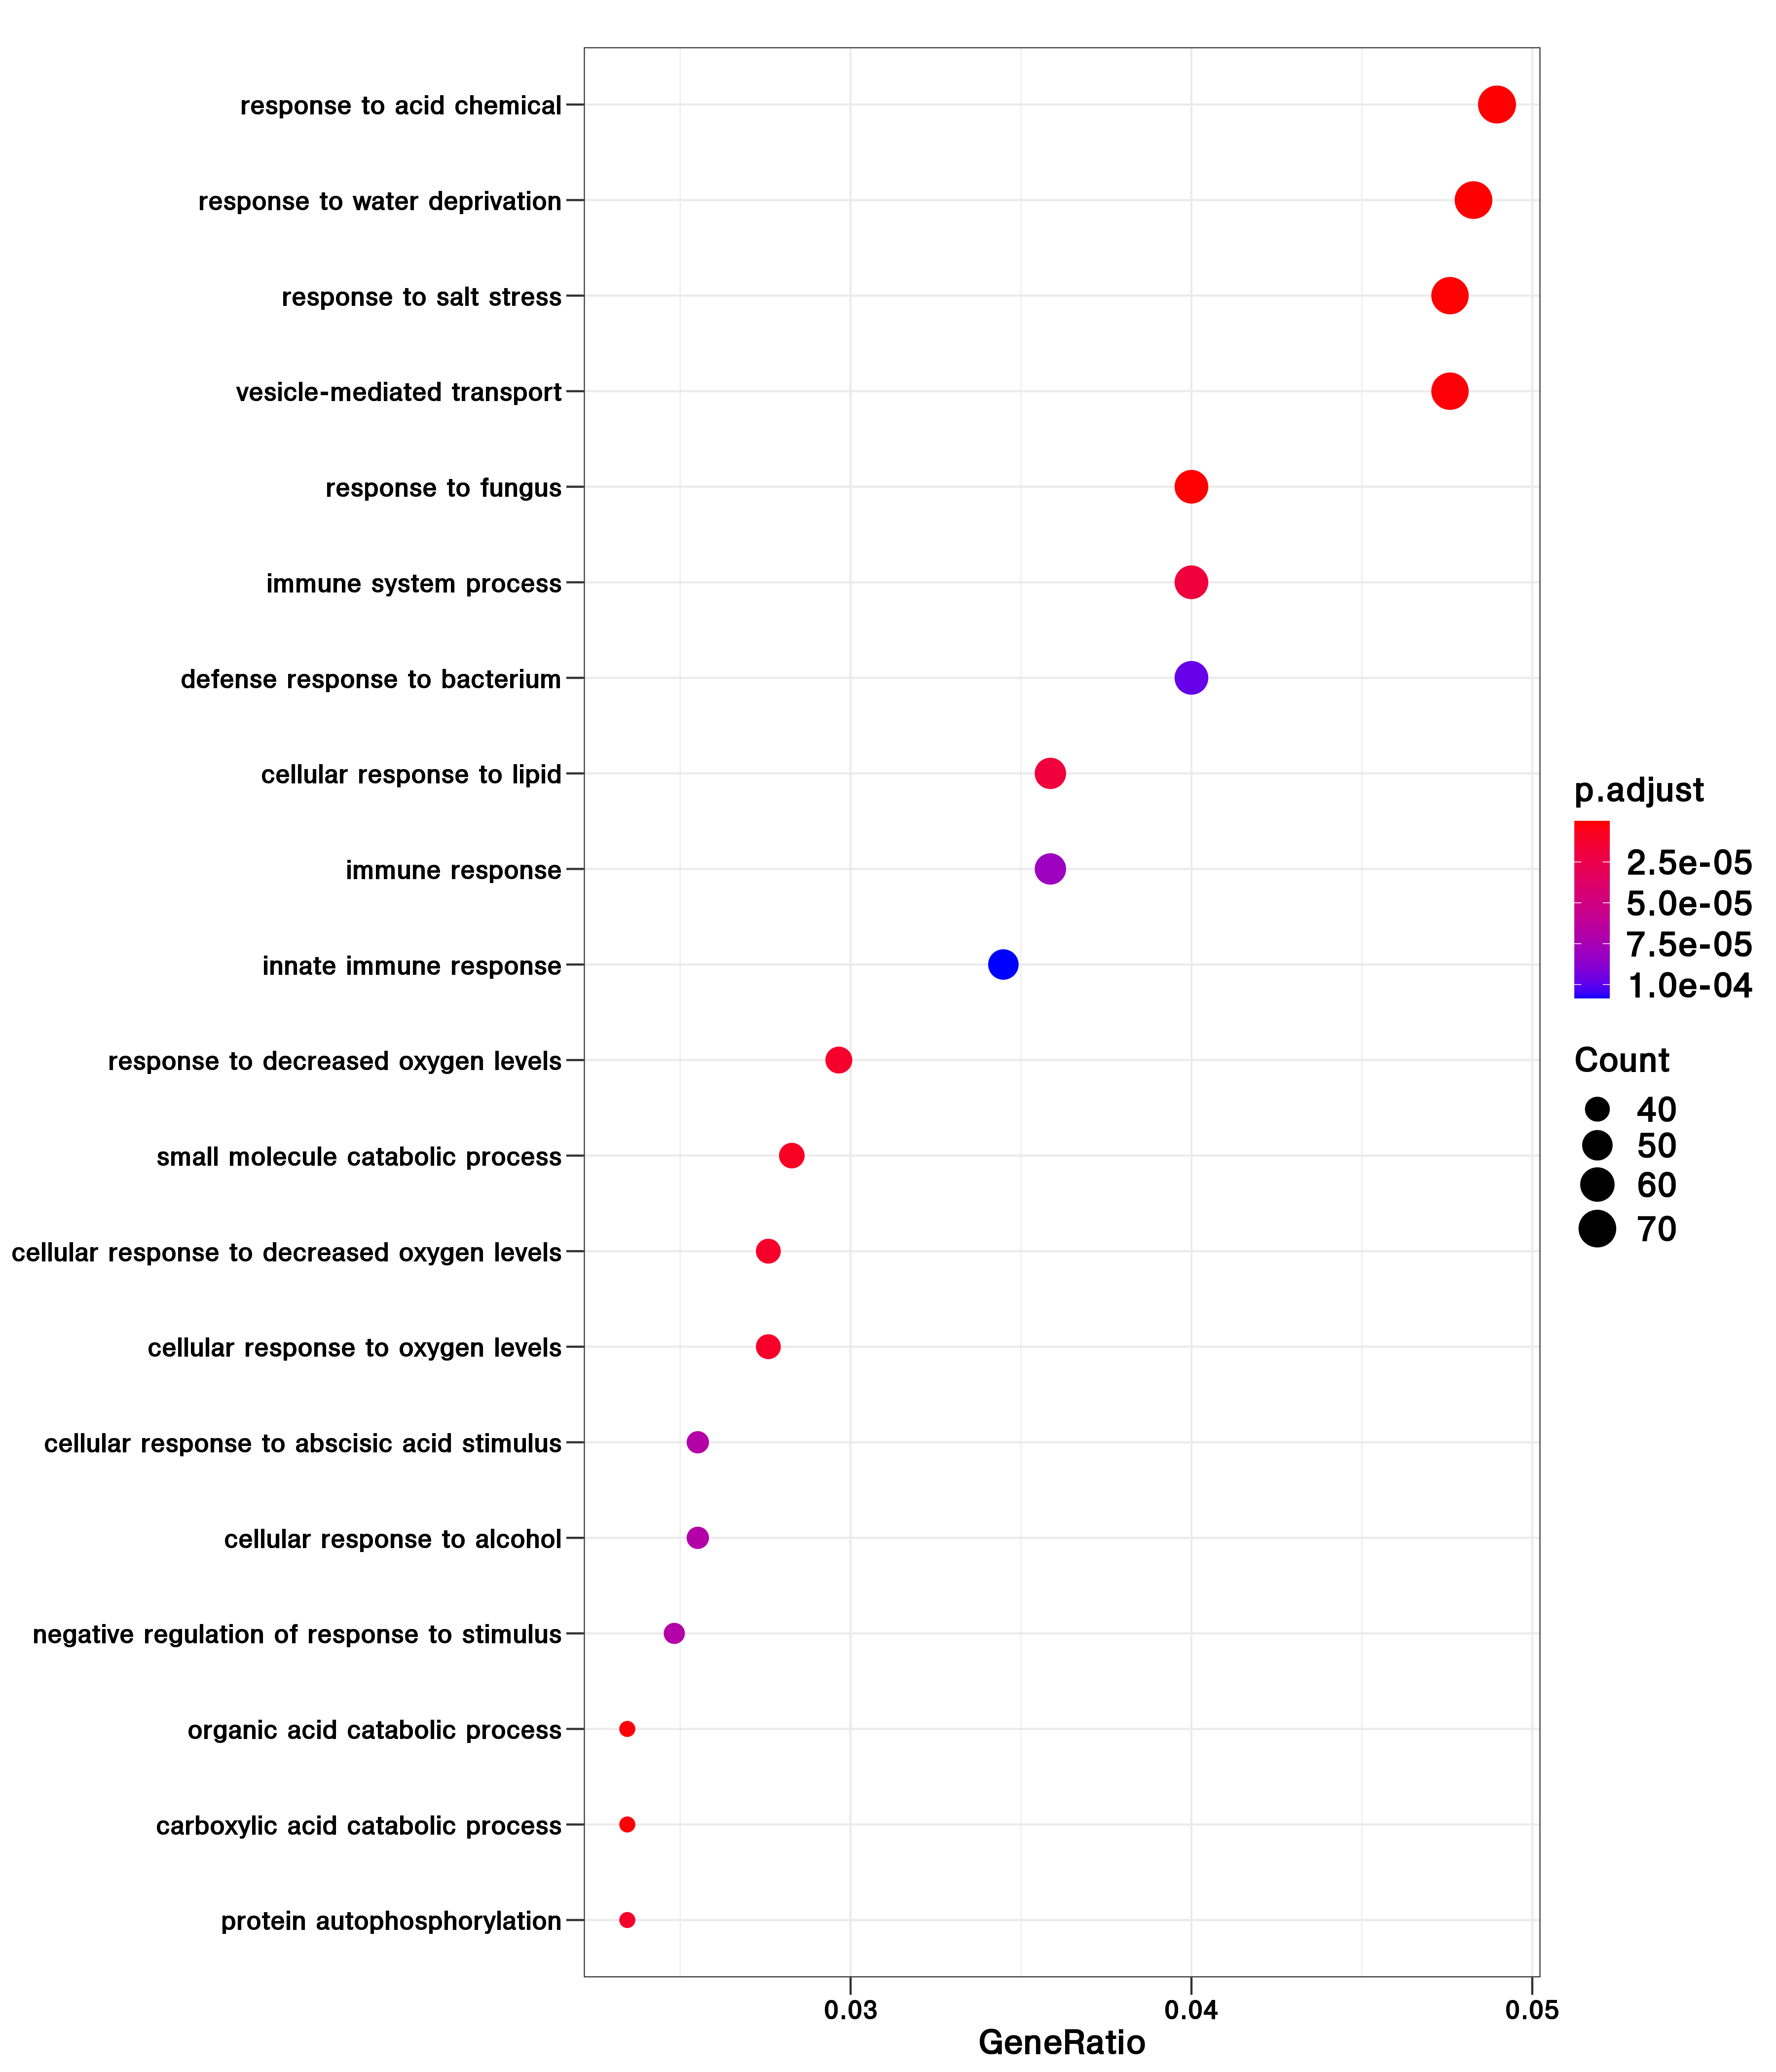 response to acid chemical
response to water deprivation
response to salt stress
vesicle-mediated transport
response to fungus
immune system process
defense response to bacterium
cellular response to lipid
immune response
innate immune response
response to decreased oxygen levels
small molecule catabolic process
cellular response to decreased oxygen levels
cellular response to oxygen levels
cellular response to abscisic acid stimulus
cellular response to alcohol
negative regulation of response to stimulus
organic acid catabolic process
carboxylic acid catabolic process
protein autophosphorylation
0.03 0.04 0.05
GeneRatio
p.adjust
2.5e-05
5.0e-05
7.5e-05
1.0e-04
Count
40
50
60
70